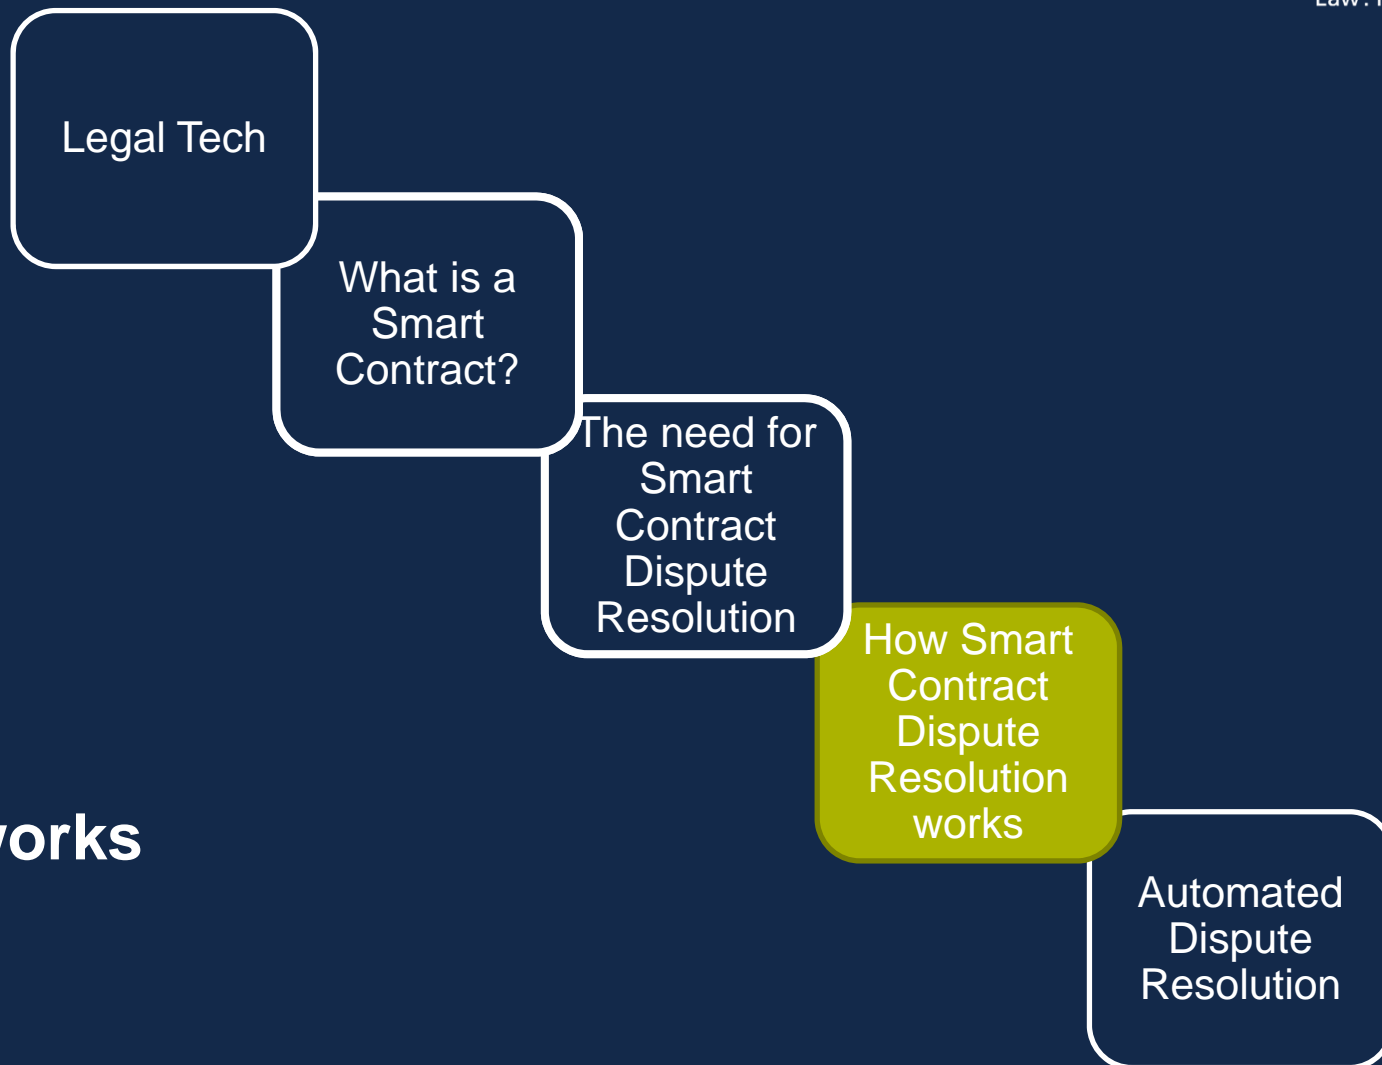 Legal Tech
What is a
Smart
Contract?
The need for
Smart
Contract
Dispute
Resolution
How Smart
Contract
Dispute
Resolution
works
works
Automated
Dispute
Resolution